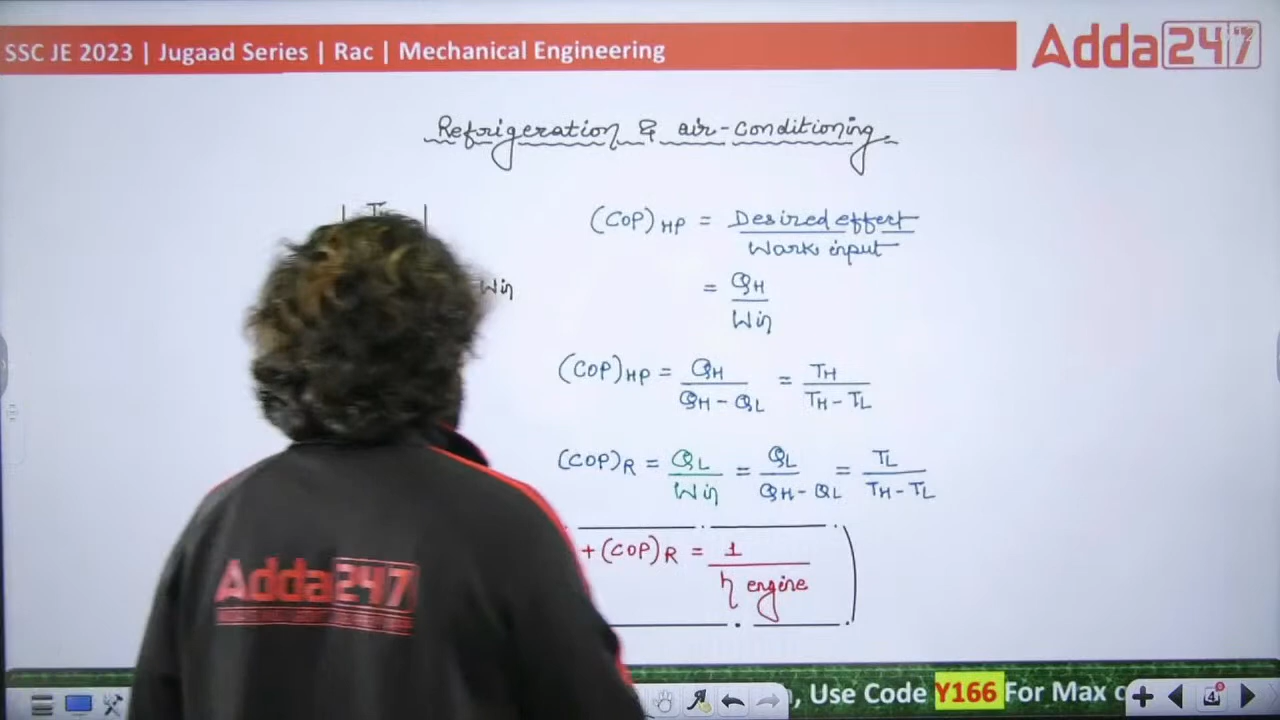 SSC JE 2023 | Jugaad Series | Rac | Mechanical Engineering
Adda247
Refrigeration & air-conditioning
Win
(COP)HP = Desired effort / Work input
= QH / Win
(COP)HP = QH / QH - QL = TH / TH - TL
(COP)R = QL / Win = QL / QH - QL = TL / TH - TL
+ (COP)R = 1 / η engine
Adda247
, Use Code Y166 For Max
4